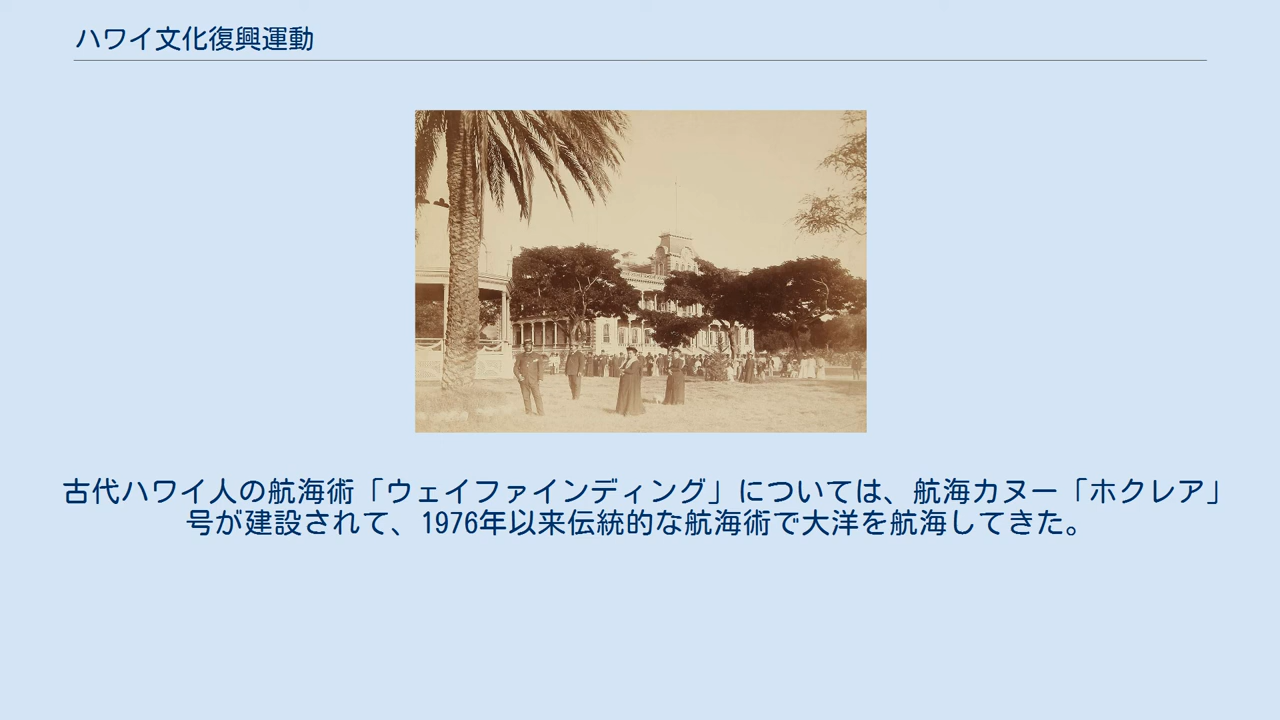 ハワイ文化復興運動
古代ハワイ人の航海術「ウェイファインディング」については、航海カヌー「ホクレア」
号が建設されて、1976年以来伝統的な航海術で大洋を航海してきた。